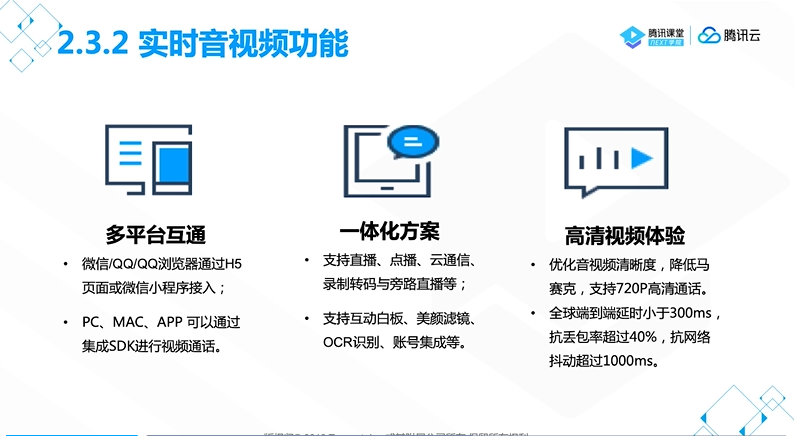 2.3.2 实时音视频功能
腾讯课堂
NEXT学院
腾讯云
多平台互通
• 微信/QQ/QQ浏览器通过H5
页面或微信小程序接入；
• PC、MAC、APP 可以通过
集成SDK进行视频通话。
一体化方案
• 支持直播、点播、云通信、
录制转码与旁路直播等；
• 支持互动白板、美颜滤镜、
OCR识别、账号集成等。
高清视频体验
• 优化音视频清晰度，降低马
赛克，支持720P高清通话。
• 全球端到端延时小于300ms，
抗丢包率超过40%，抗网络
抖动超过1000ms。